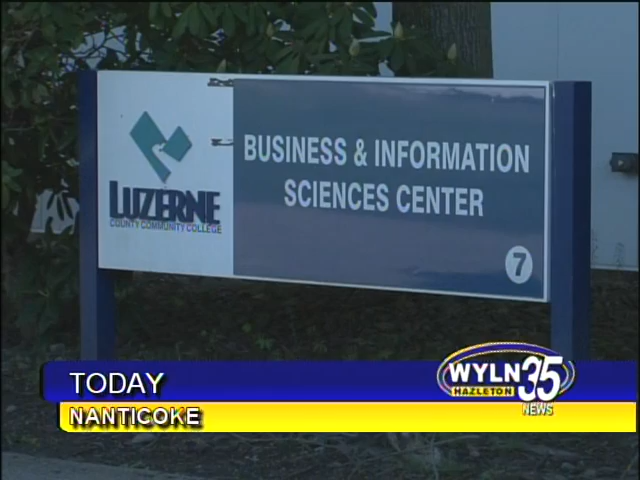 BUSINESS & INFORMATION
SCIENCES CENTER
LUZERNE
COUNTY COMMUNITY COLLEGE
7
TODAY
NANTICOKE
WYLN 35
HAZLETON
NEWS